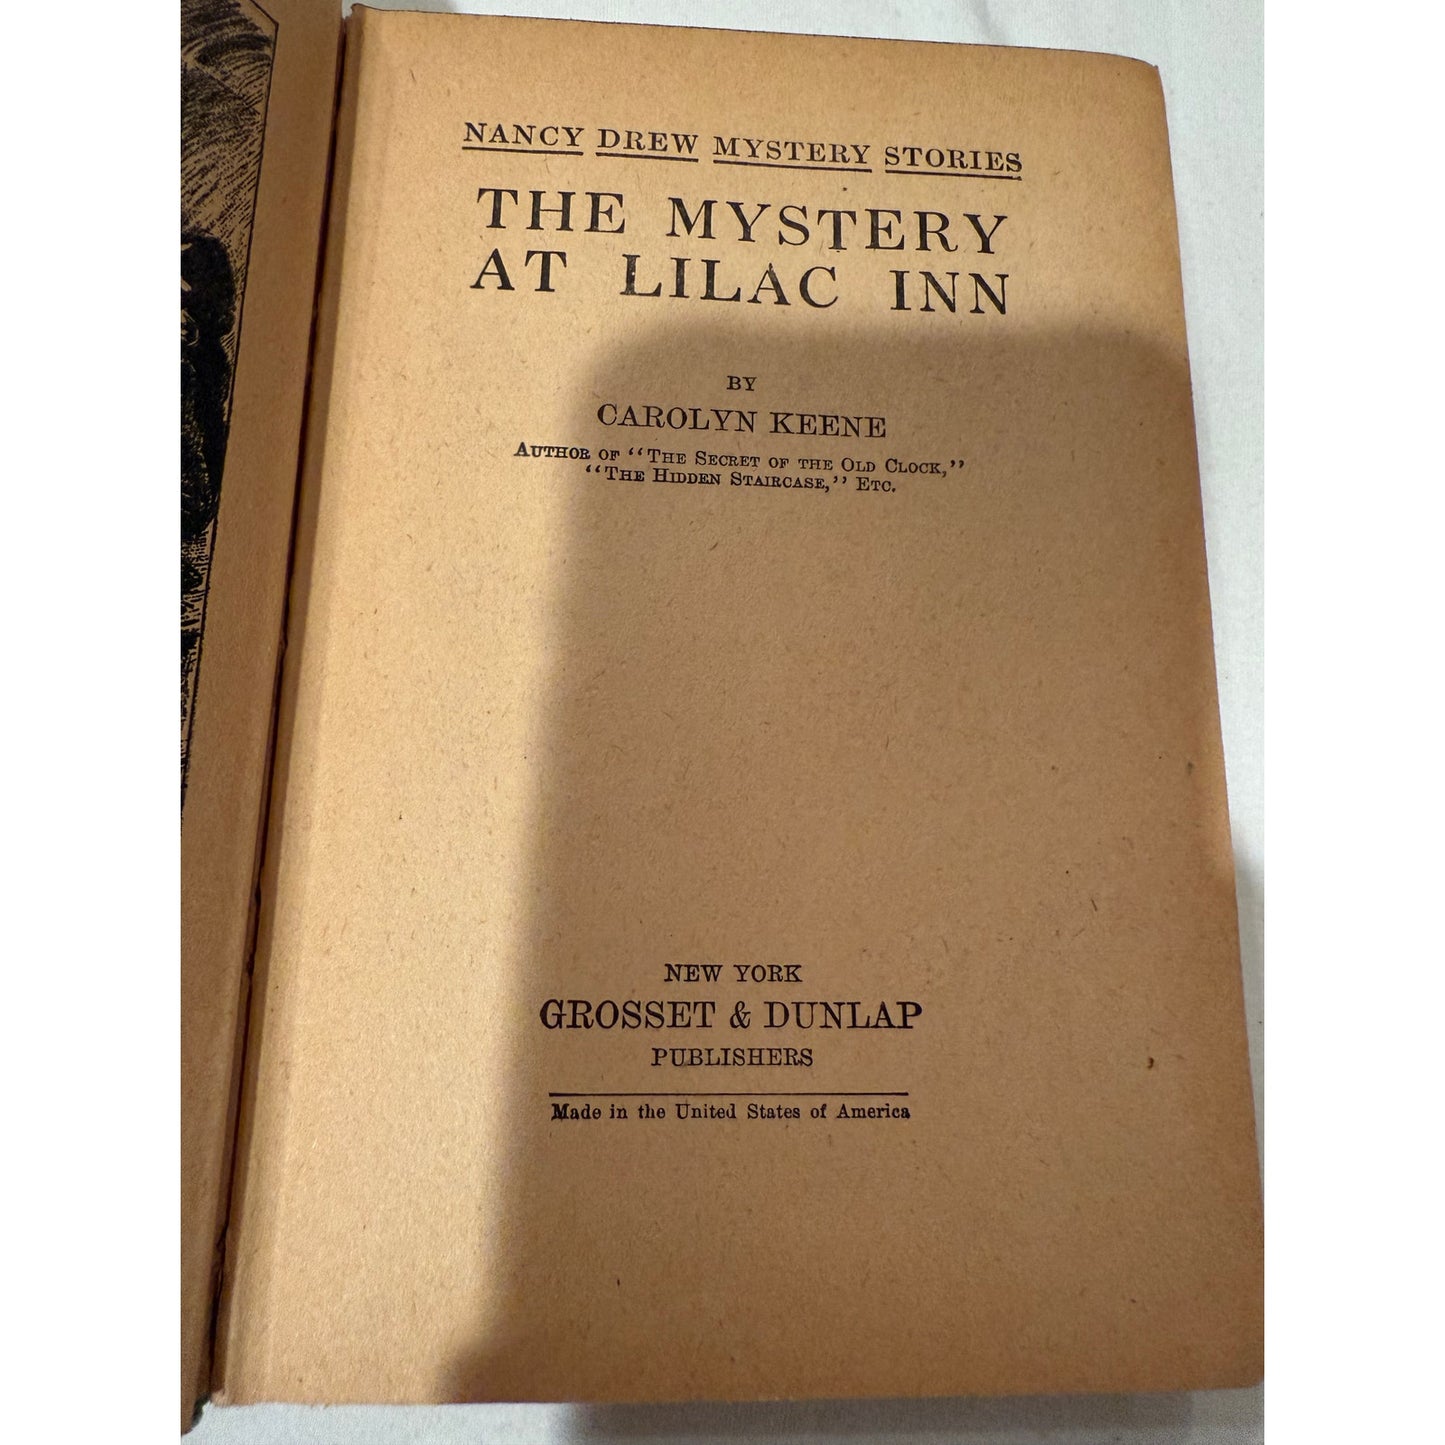 NANCY DREW MYSTERY STORIES
THE MYSTERY
AT LILAC INN
BY
CAROLYN KEENE
AUTHOR OF “THE SECRET OF THE OLD CLOCK,”
“THE HIDDEN STAIRCASE,” ETC.
NEW YORK
GROSSET & DUNLAP
PUBLISHERS
Made in the United States of America